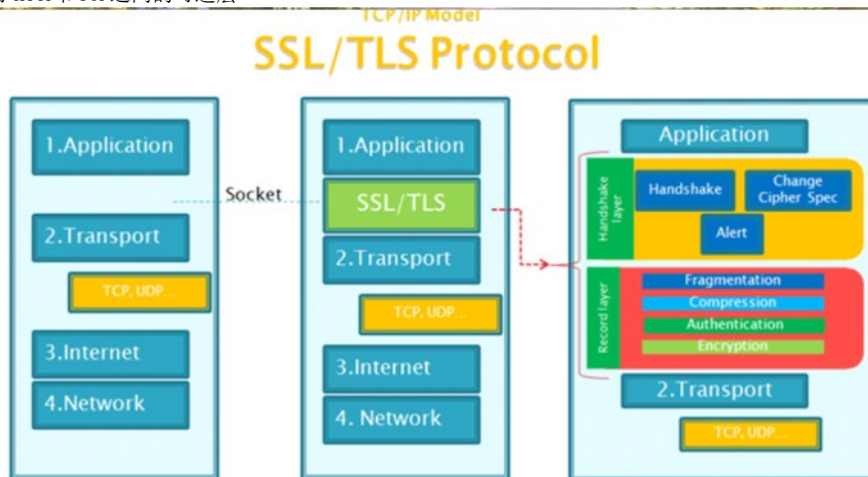 TCP/IP Model
SSL/TLS Protocol
1.Application
Socket
2.Transport
TCP, UDP...
3.Internet
4.Network
1.Application
SSL/TLS
2.Transport
TCP, UDP...
3.Internet
4. Network
Application
Handshake layer
Handshake
Change
Cipher Spec
Alert
Record layer
Fragmentation
Compression
Authentication
Encryption
2.Transport
TCP, UDP...